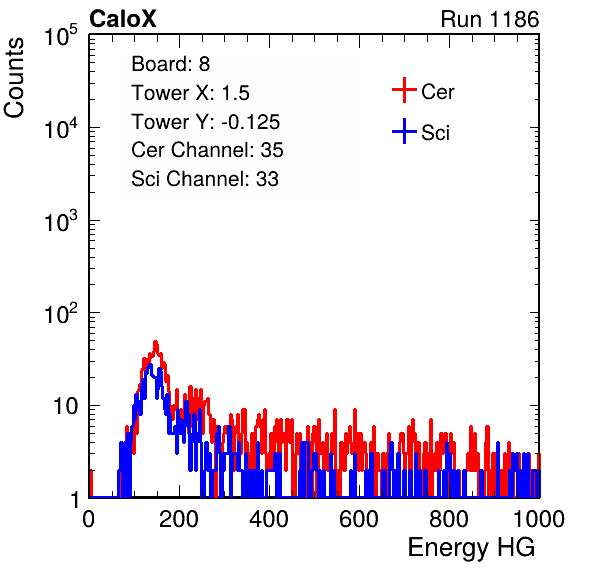 CaloX Run 1186
Counts
Board: 8
Tower X: 1.5
Tower Y: -0.125
Cer Channel: 35
Sci Channel: 33
Cer
Sci
10^5
10^4
10^3
10^2
10
1
0 200 400 600 800 1000
Energy HG